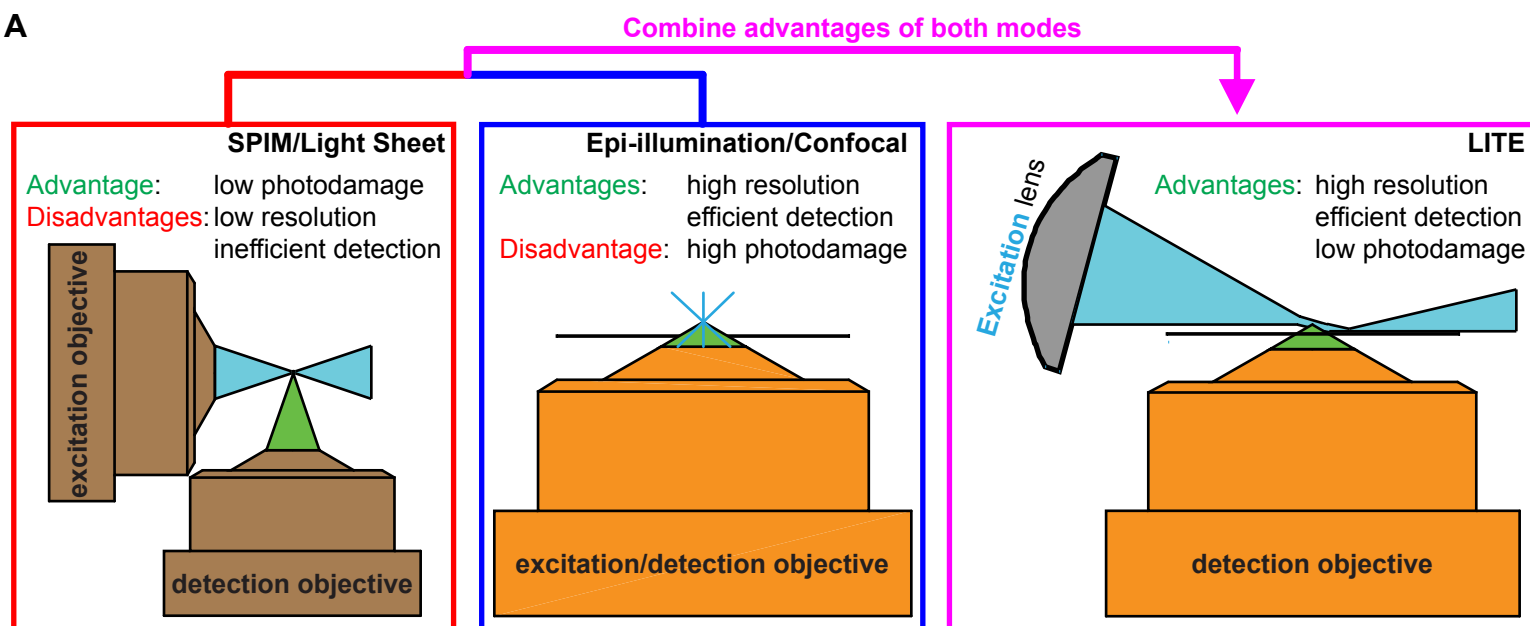 A
Combine advantages of both modes
SPIM/Light Sheet
Advantage: low photodamage
Disadvantages: low resolution
inefficient detection
excitation objective
detection objective
Epi-illumination/Confocal
Advantages: high resolution
efficient detection
Disadvantage: high photodamage
excitation/detection objective
LITE
Excitation lens
Advantages: high resolution
efficient detection
low photodamage
detection objective